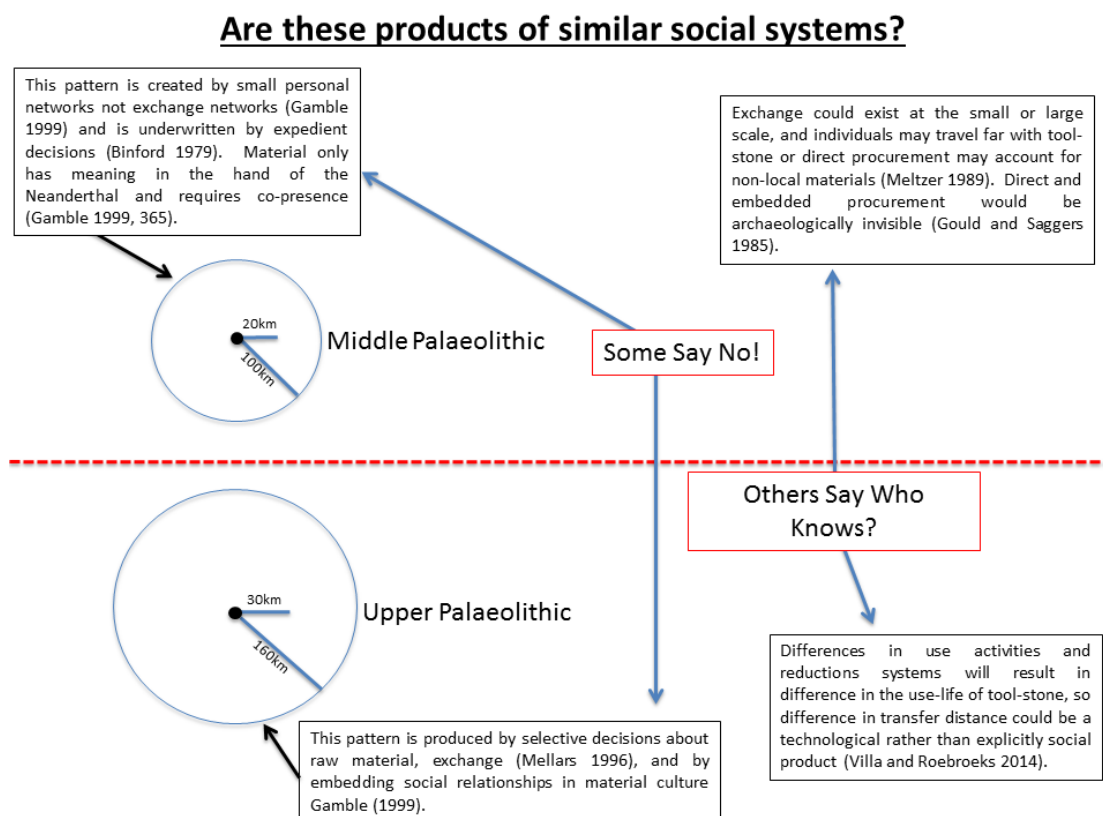 Are these products of similar social systems?
This pattern is created by small personal
networks not exchange networks (Gamble
1999) and is underwritten by expedient
decisions (Binford 1979). Material only
has meaning in the hand of the
Neanderthal and requires co-presence
(Gamble 1999, 365).
Exchange could exist at the small or large
scale, and individuals may travel far with tool-
stone or direct procurement may account for
non-local materials (Meltzer 1989). Direct and
embedded procurement would be
archaeologically invisible (Gould and Saggers
1985).
20km
100km
Middle Palaeolithic
Some Say No!
Others Say Who
Knows?
30km
160km
Upper Palaeolithic
Differences in use activities and
reductions systems will result in
difference in the use-life of tool-stone, so
difference in transfer distance could be a
technological rather than explicitly social
product (Villa and Roebroeks 2014).
This pattern is produced by selective decisions about
raw material, exchange (Mellars 1996), and by
embedding social relationships in material culture
Gamble (1999).